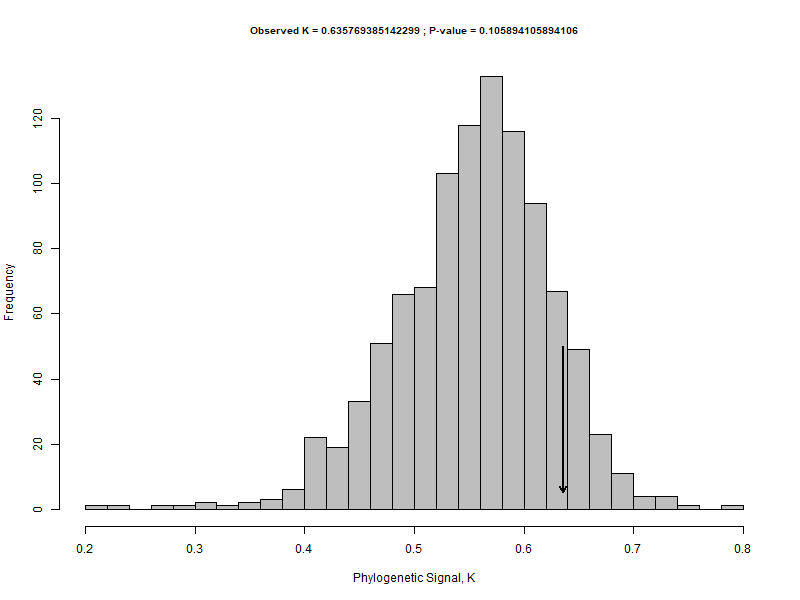 Observed K = 0.635769385142299 ; P-value = 0.105894105894106
120
100
80
60
40
20
0
Frequency
0.2 0.3 0.4 0.5 0.6 0.7 0.8
Phylogenetic Signal, K